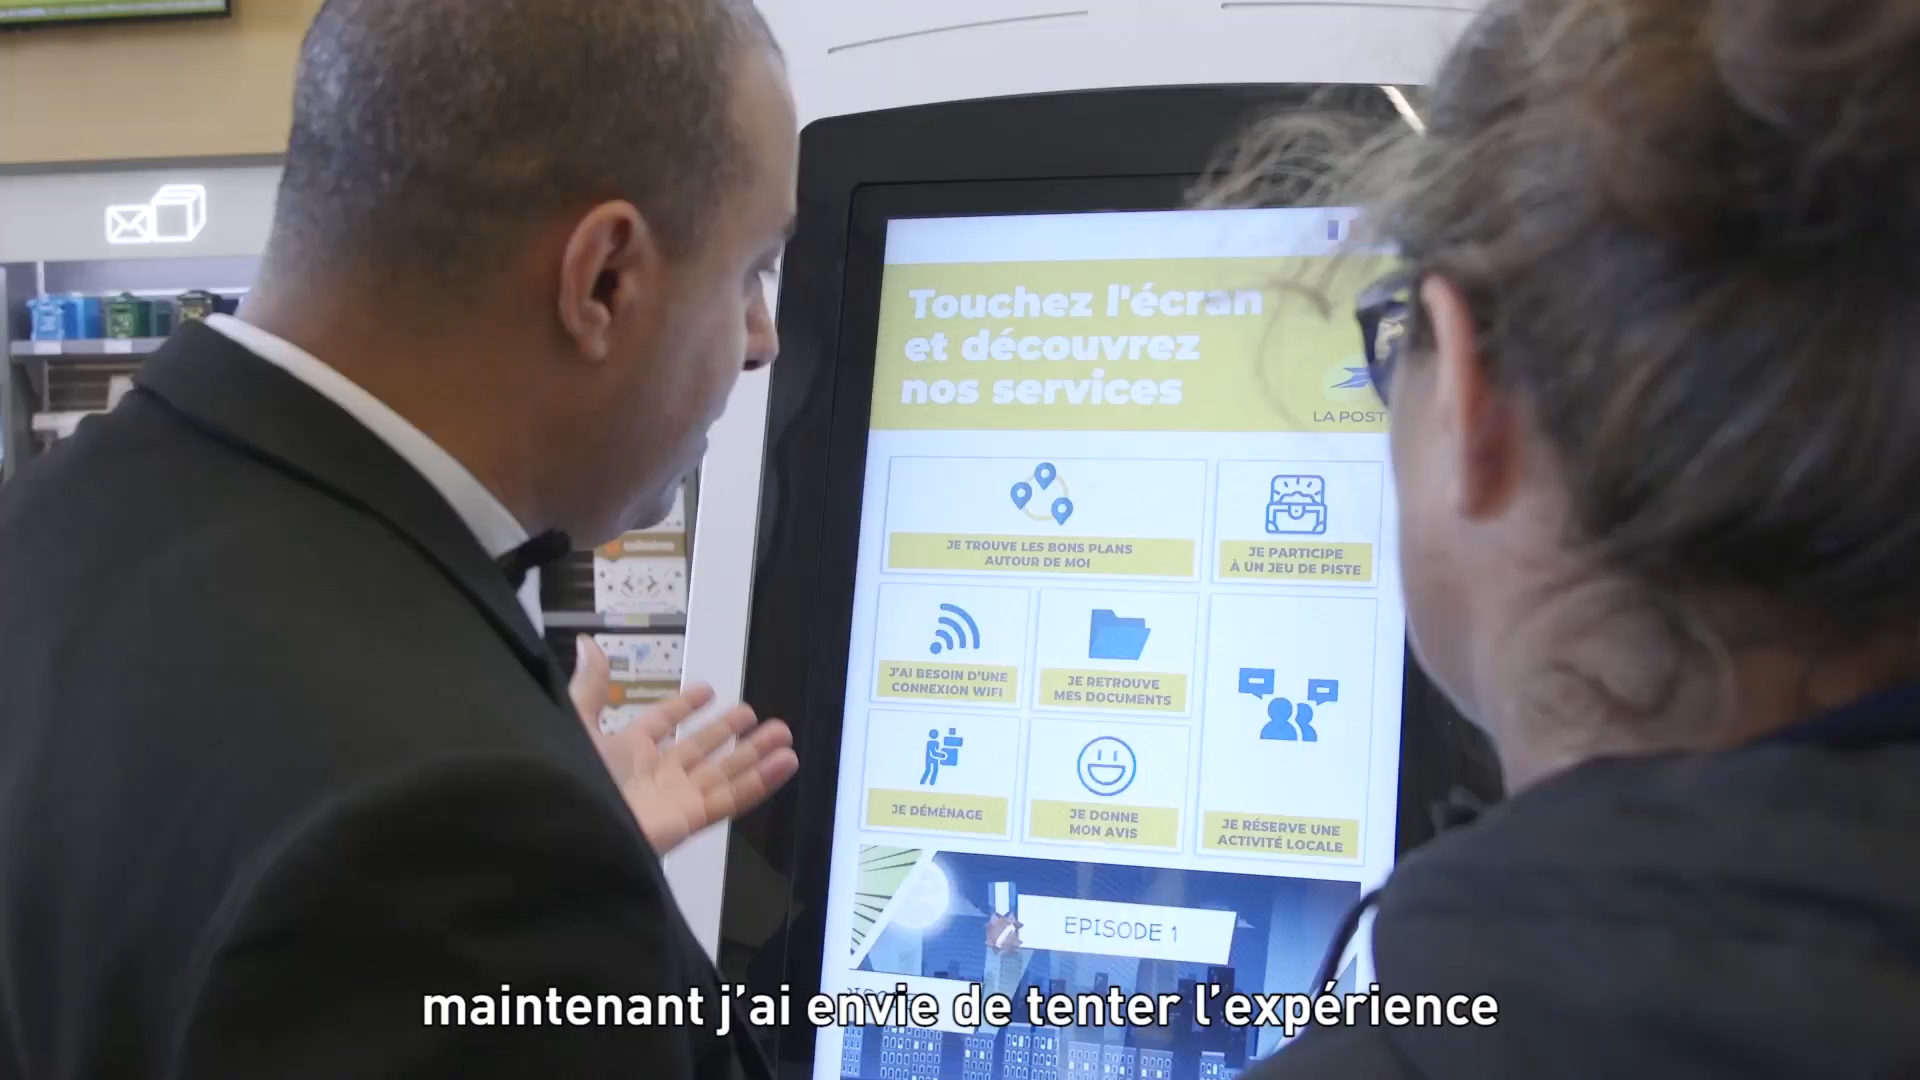 Touchez l'écran
et découvrez
nos services
LA POST
JE TROUVE LES BONS PLANS
AUTOUR DE MOI
JE PARTICIPE
À UN JEU DE PISTE
J'AI BESOIN D'UNE
CONNEXION WIFI
JE RETROUVE
MES DOCUMENTS
JE DÉMÉNAGE
JE DONNE
MON AVIS
JE RÉSERVE UNE
ACTIVITÉ LOCALE
EPISODE 1
maintenant j'ai envie de tenter l'expérience